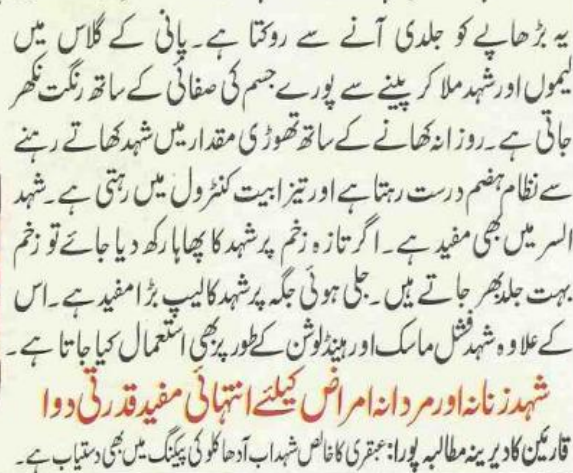 یہ بڑھاپے کو جلدی آنے سے روکتا ہے۔ پانی کے گلاس میں
لیموں اور شہد ملا کر پینے سے پورے جسم کی صفائی کے ساتھ رنگت نکھر
جاتی ہے۔ روزانہ کھانے کے ساتھ تھوڑی مقدار میں شہد کھاتے رہنے
سے نظام ہضم درست رہتا ہے اور تیزابیت کنٹرول میں رہتی ہے۔ شہد
السر میں بھی مفید ہے۔ اگر تازہ زخم پر شہد کا پھاہا رکھ دیا جائے تو زخم
بہت جلد بھر جاتے ہیں۔ جلی ہوئی جگہ پر شہد کا لیپ بڑا مفید ہے۔ اس
کے علاوہ شہد فشل ماسک اور ہینڈ لوشن کے طور پر بھی استعمال کیا جاتا ہے۔
شہد زنانہ اور مردانہ امراض کیلئے انتہائی مفید قدرتی دوا
قارئین کا دیرینہ مطالبہ پورا: عبقری کا خالص شہد اب آدھا کلو کی پیکنگ میں بھی دستیاب ہے۔